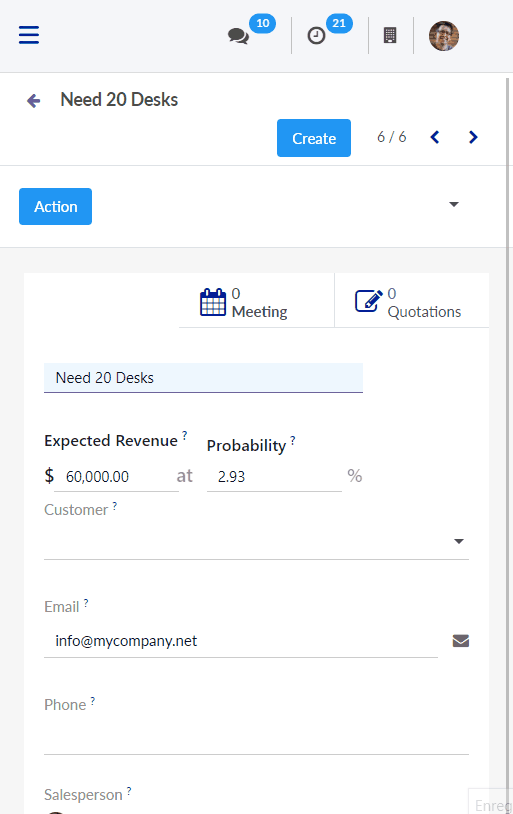 10
21
Need 20 Desks
Create
6 / 6
Action
0
Meeting
0
Quotations
Need 20 Desks
Expected Revenue ?
Probability ?
$ 60,000.00 at 2.93 %
Customer ?
Email ?
info@mycompany.net
Phone ?
Salesperson ?
Enreg